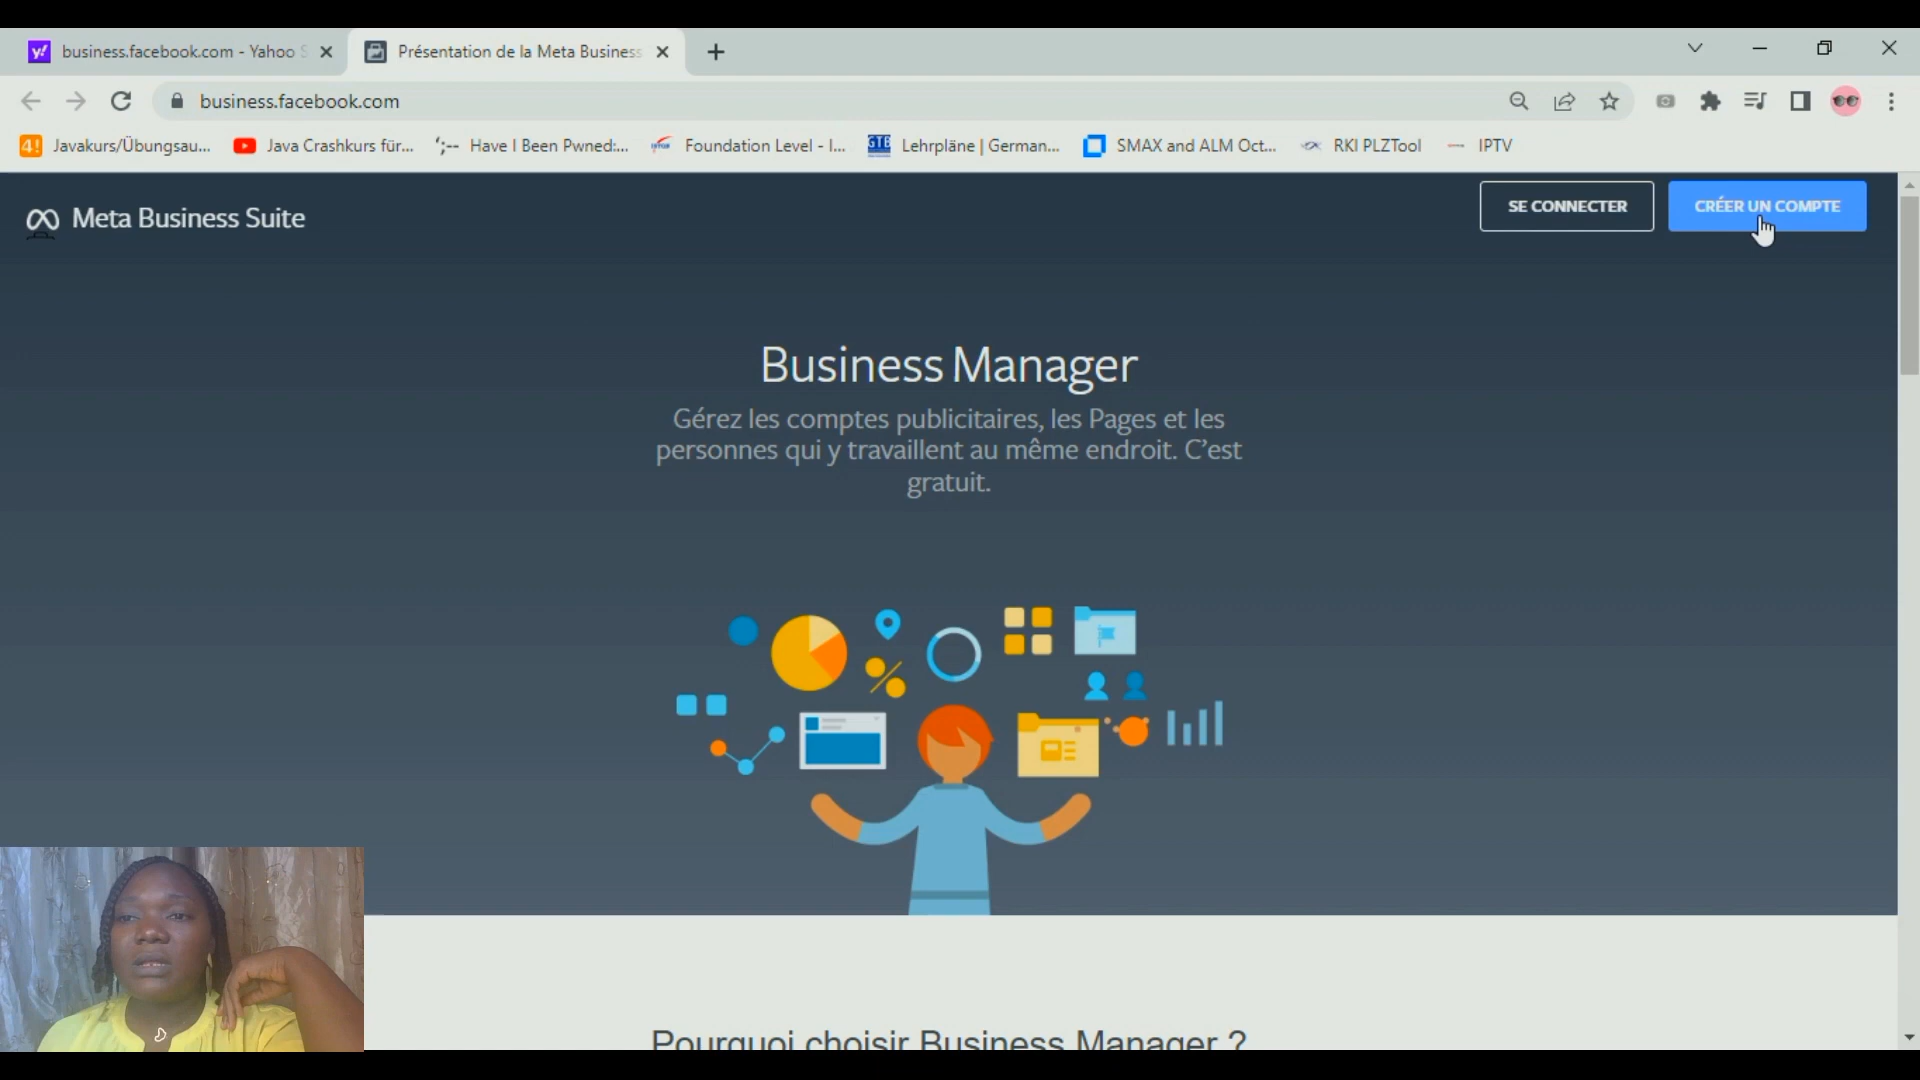 business.facebook.com - Yahoo S
Présentation de la Meta Business
business.facebook.com
Javakurs/Übungsau...
Java Crashkurs für...
Have I Been Pwned:...
Foundation Level - I...
GTB
Lehrpläne | German...
SMAX and ALM Oct...
RKI PLZTool
IPTV
Meta Business Suite
SE CONNECTER
CRÉER UN COMPTE
Business Manager
Gérez les comptes publicitaires, les Pages et les
personnes qui y travaillent au même endroit. C’est
gratuit.
Pourquoi choisir Business Manager ?